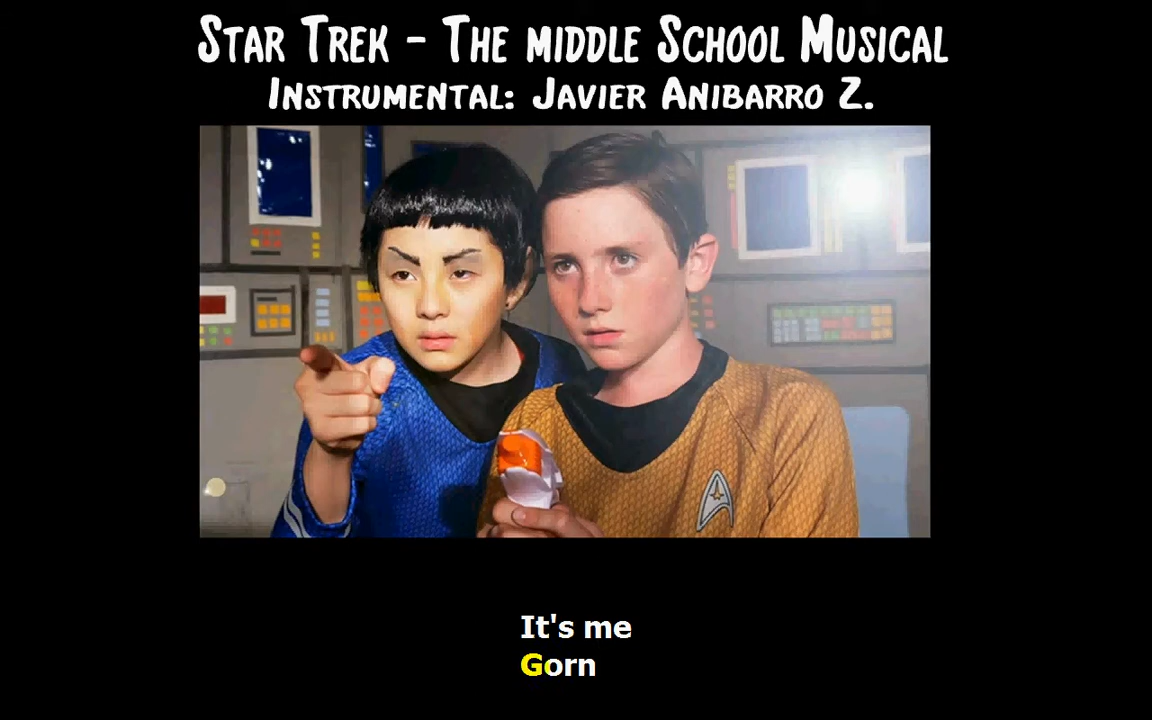 Star Trek - The middle School Musical
Instrumental: Javier Anibarro Z.
It's me
Gorn